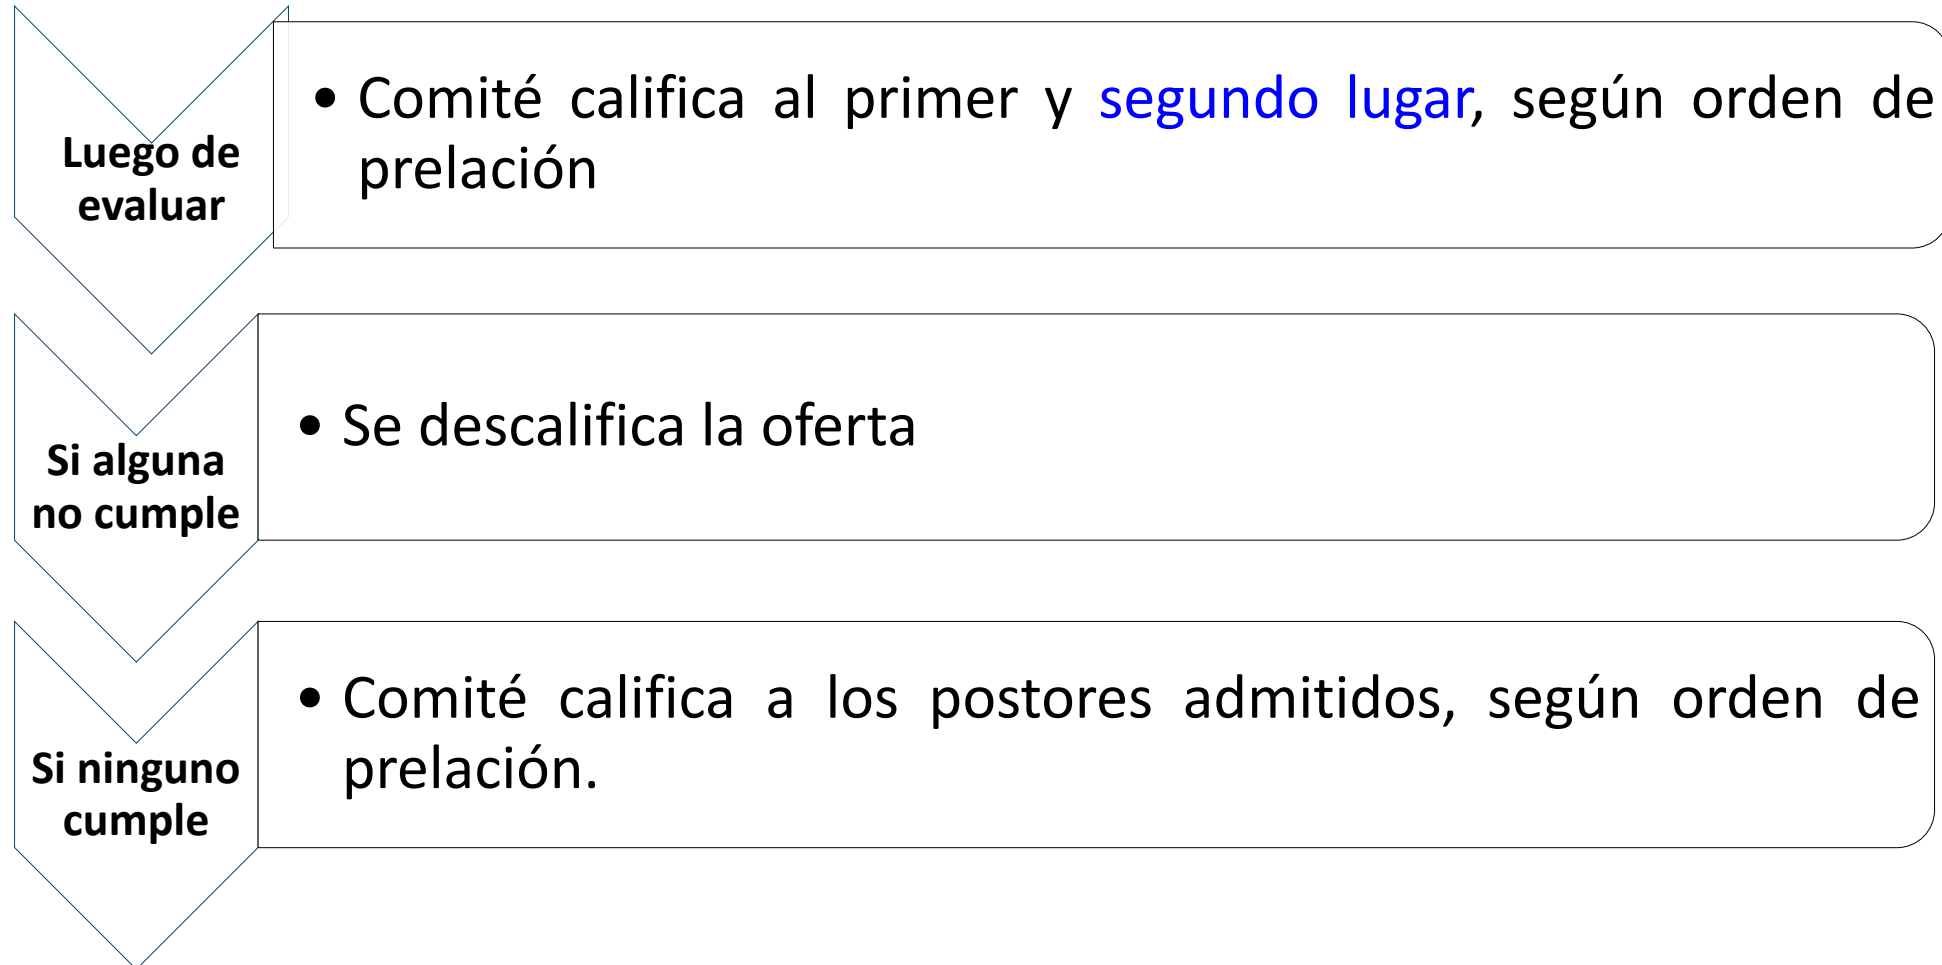 Luego de
evaluar
• Comité califica al primer y segundo lugar, según orden de
prelación
Si alguna
no cumple
• Se descalifica la oferta
Si ninguno
cumple
• Comité califica a los postores admitidos, según orden de
prelación.